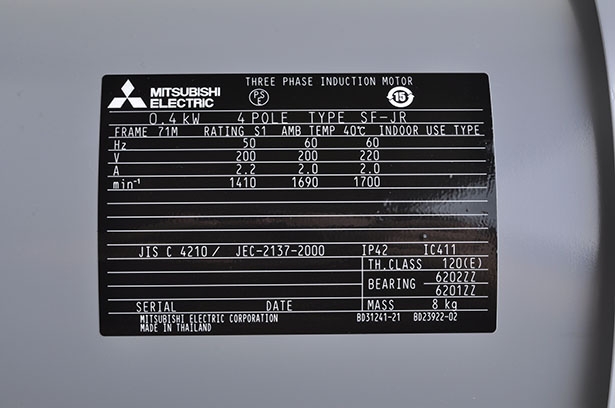 THREE PHASE INDUCTION MOTOR
MITSUBISHI
ELECTRIC
PS
E
15
0.4kW 4 POLE TYPE SF-JR
FRAME 71M RATING S1 AMB TEMP 40℃ INDOOR USE TYPE
Hz 50 60 60
V 200 200 220
A 2.2 2.0 2.0
min⁻¹ 1410 1690 1700
JIS C 4210 / JEC-2137-2000 IP42 IC411
TH.CLASS 120(E)
BEARING 6202ZZ
6201ZZ
SERIAL DATE MASS 8 kg
MITSUBISHI ELECTRIC CORPORATION BD31241-21 BD23922-02
MADE IN THAILAND